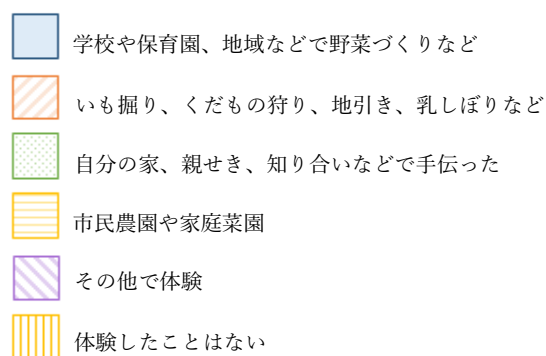 学校や保育園、地域などで野菜づくりなど
いも掘り、くだもの狩り、地引き、乳しぼりなど
自分の家、親せき、知り合いなどで手伝った
市民農園や家庭菜園
その他で体験
体験したことはない